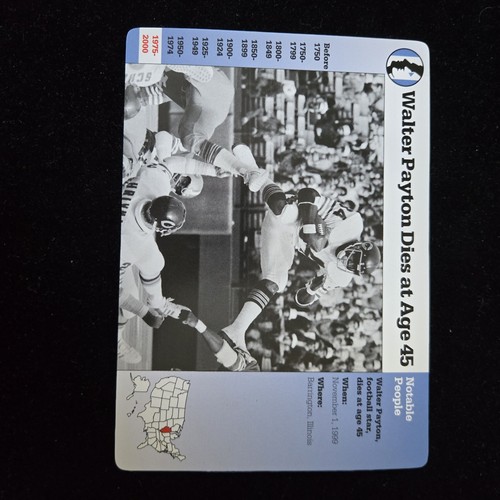 Walter Payton Dies at Age 45
Notable
People
Before
1750
1750-
1799
1800-
1849
1850-
1899
1900-
1924
1925-
1949
1950-
1974
1975-
2000
Walter Payton,
football star,
dies at age 45
When:
November 1, 1999
Where:
Barrington, Illinois